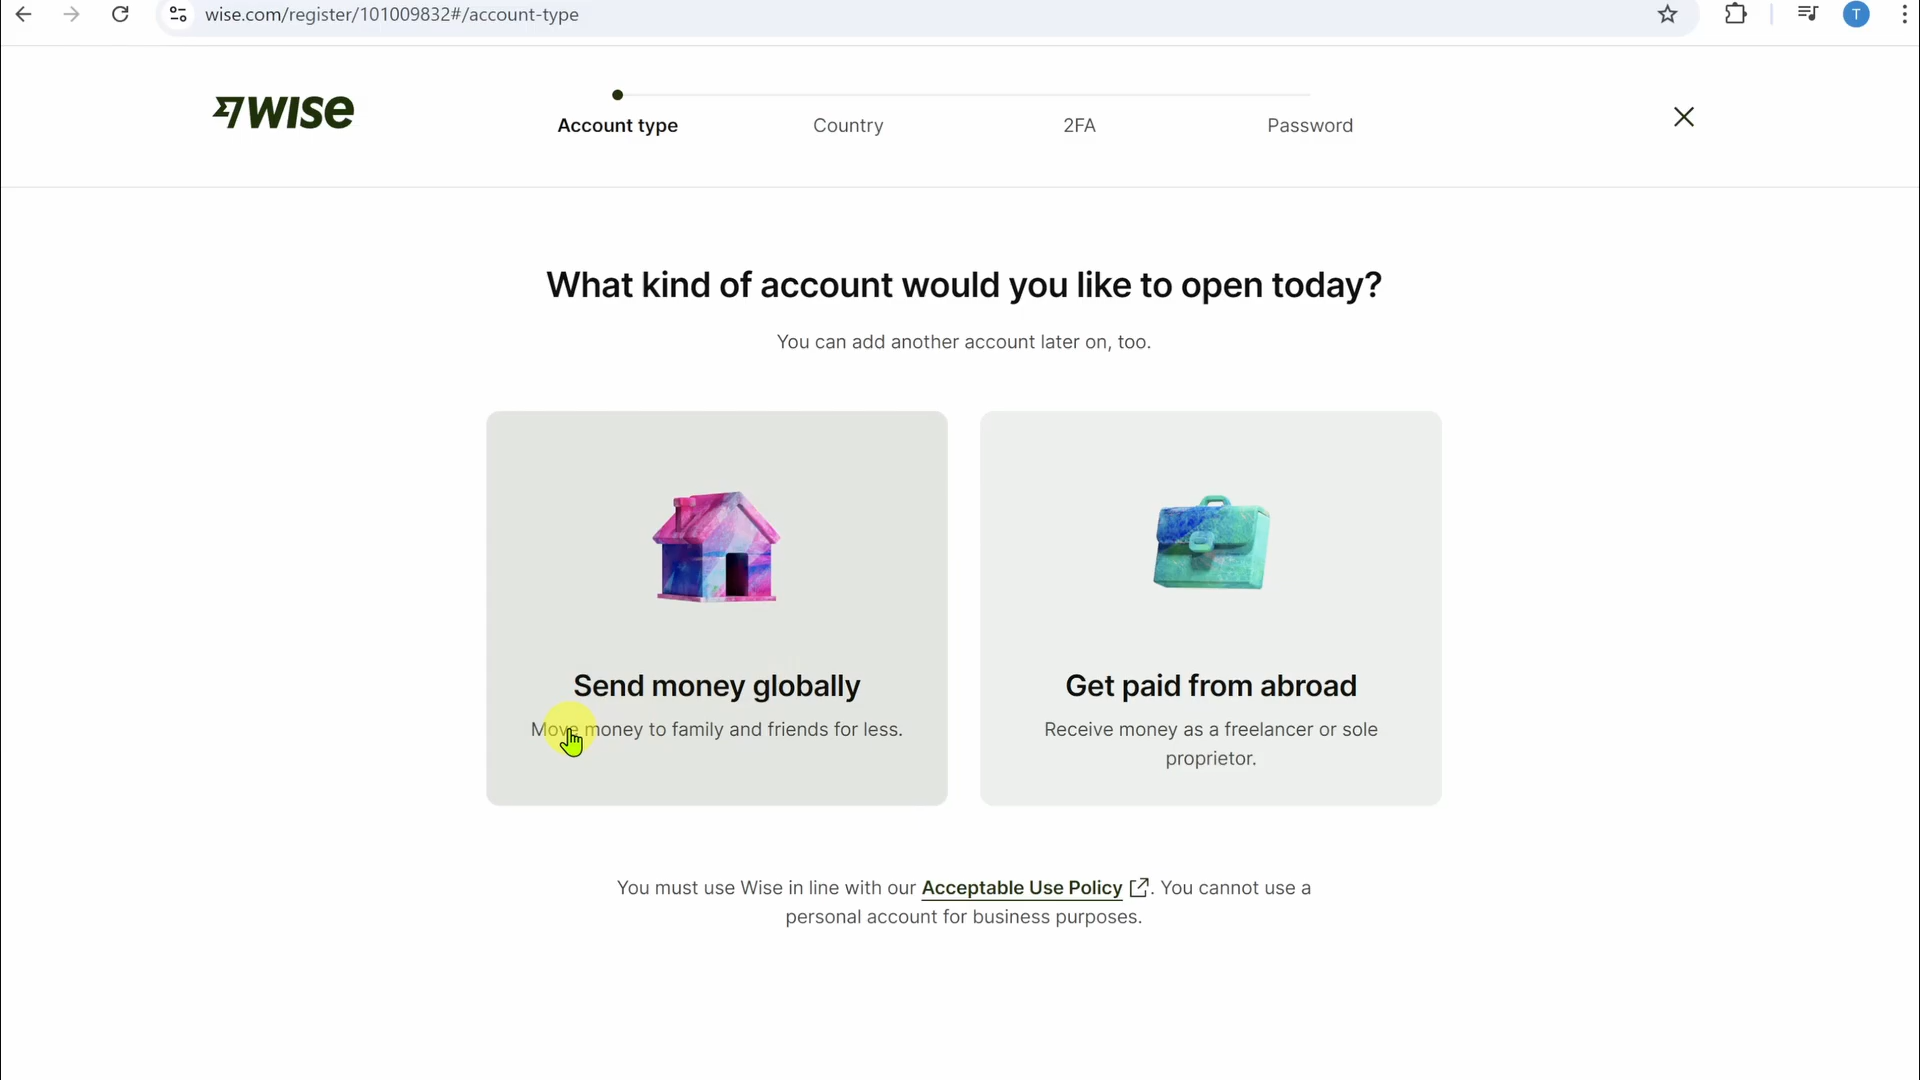 wise.com/register/101009832#/account-type
T
WISE
Account type
Country
2FA
Password
What kind of account would you like to open today?
You can add another account later on, too.
Send money globally
Move money to family and friends for less.
Get paid from abroad
Receive money as a freelancer or sole
proprietor.
You must use Wise in line with our Acceptable Use Policy. You cannot use a
personal account for business purposes.